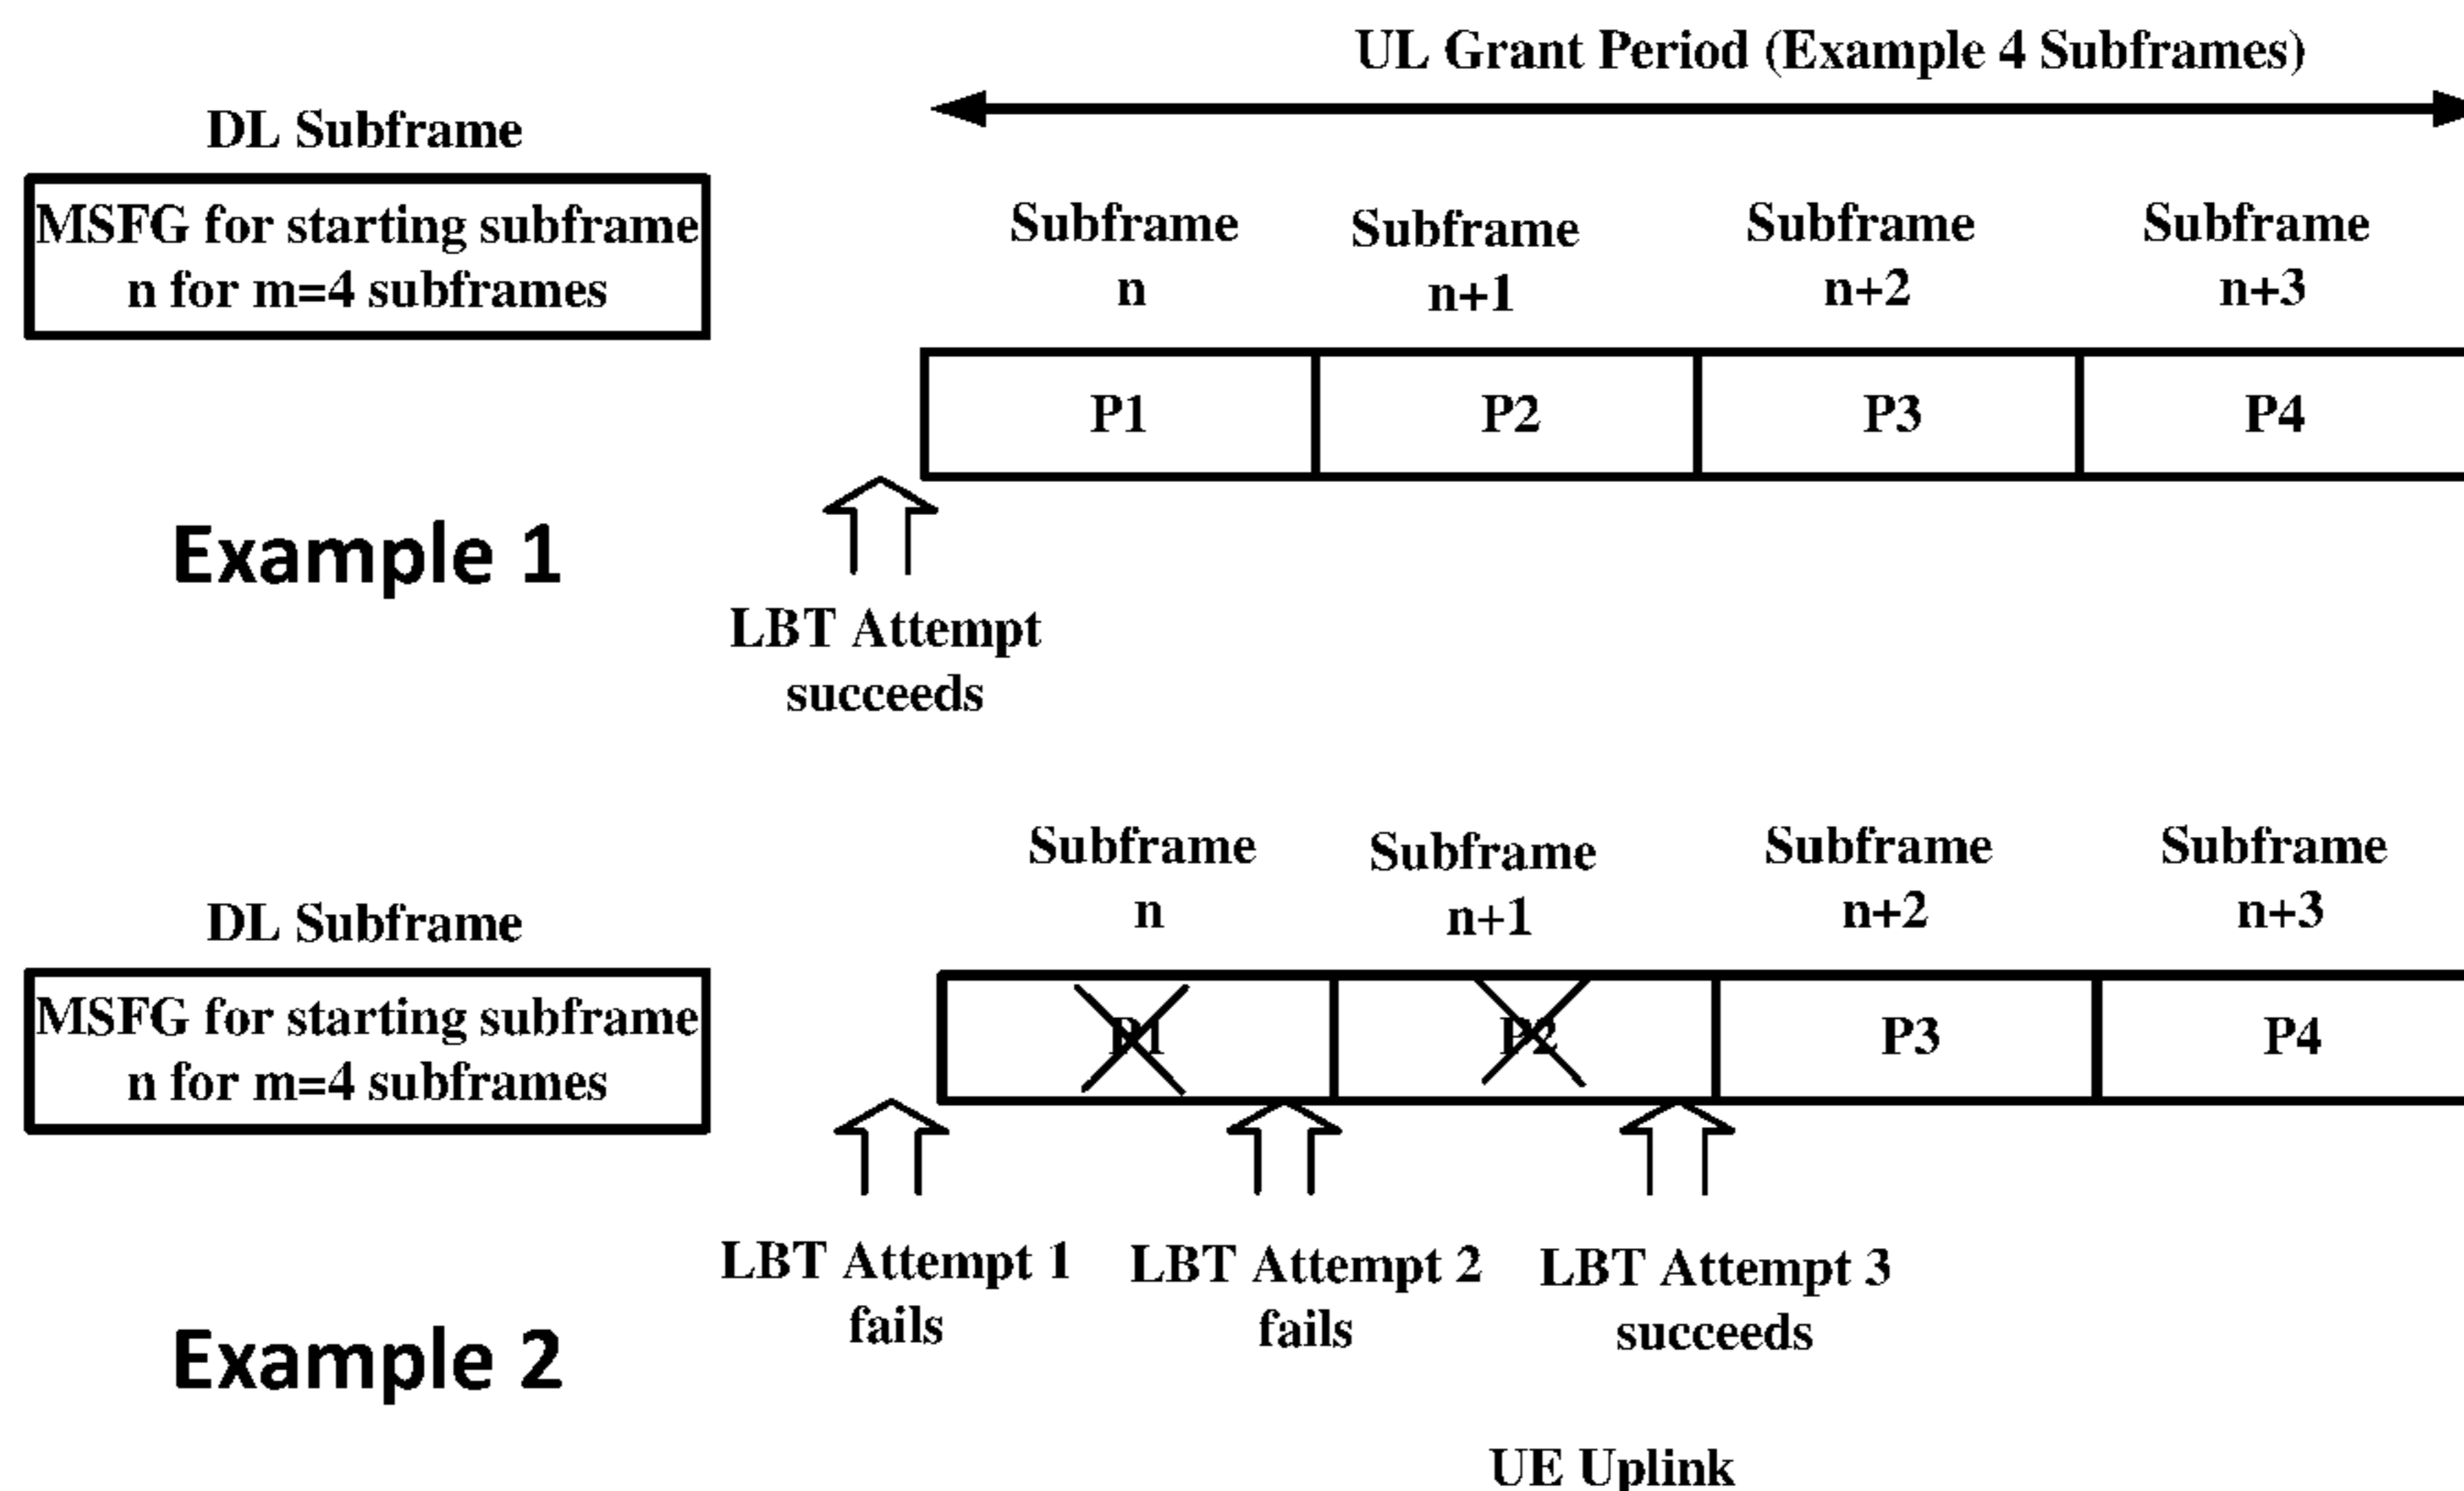 UL Grant Period (Example 4 Subframes)
DL Subframe
MSFG for starting subframe
n for m=4 subframes
Subframe
n
Subframe
n+1
Subframe
n+2
Subframe
n+3
P1
P2
P3
P4
Example 1
LBT Attempt
succeeds
DL Subframe
MSFG for starting subframe
n for m=4 subframes
Subframe
n
Subframe
n+1
Subframe
n+2
Subframe
n+3
P1
P2
P3
P4
LBT Attempt 1
fails
LBT Attempt 2
fails
LBT Attempt 3
succeeds
Example 2
UE Uplink